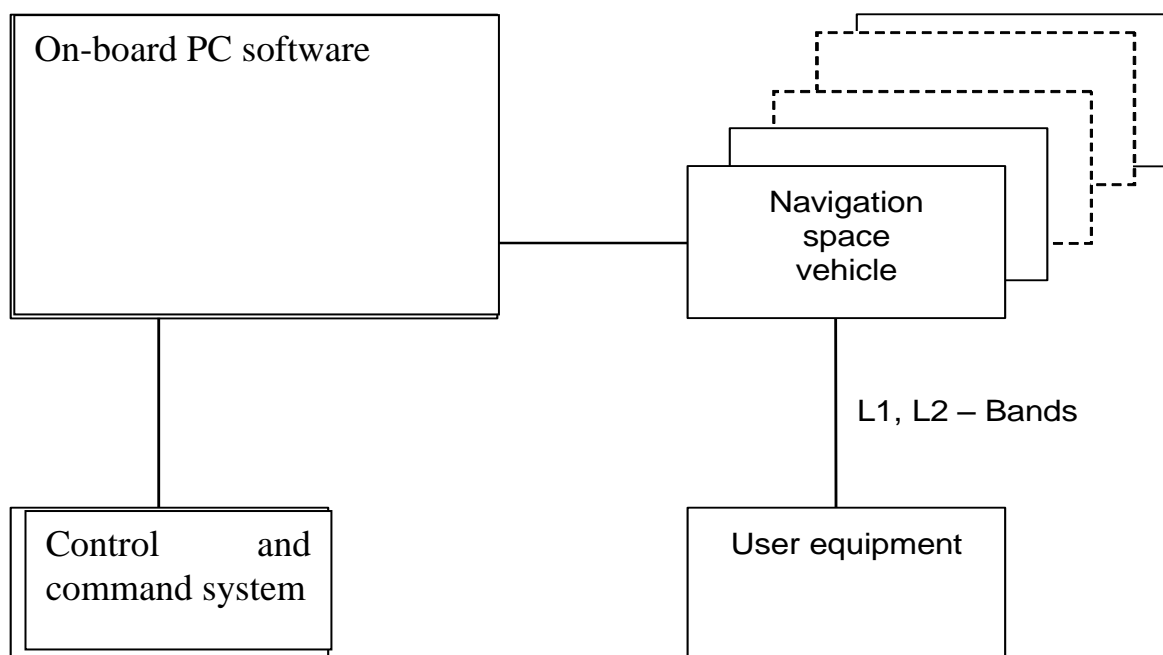 On-board PC software
Navigation
space
vehicle
L1, L2 – Bands
Control and
command system
User equipment